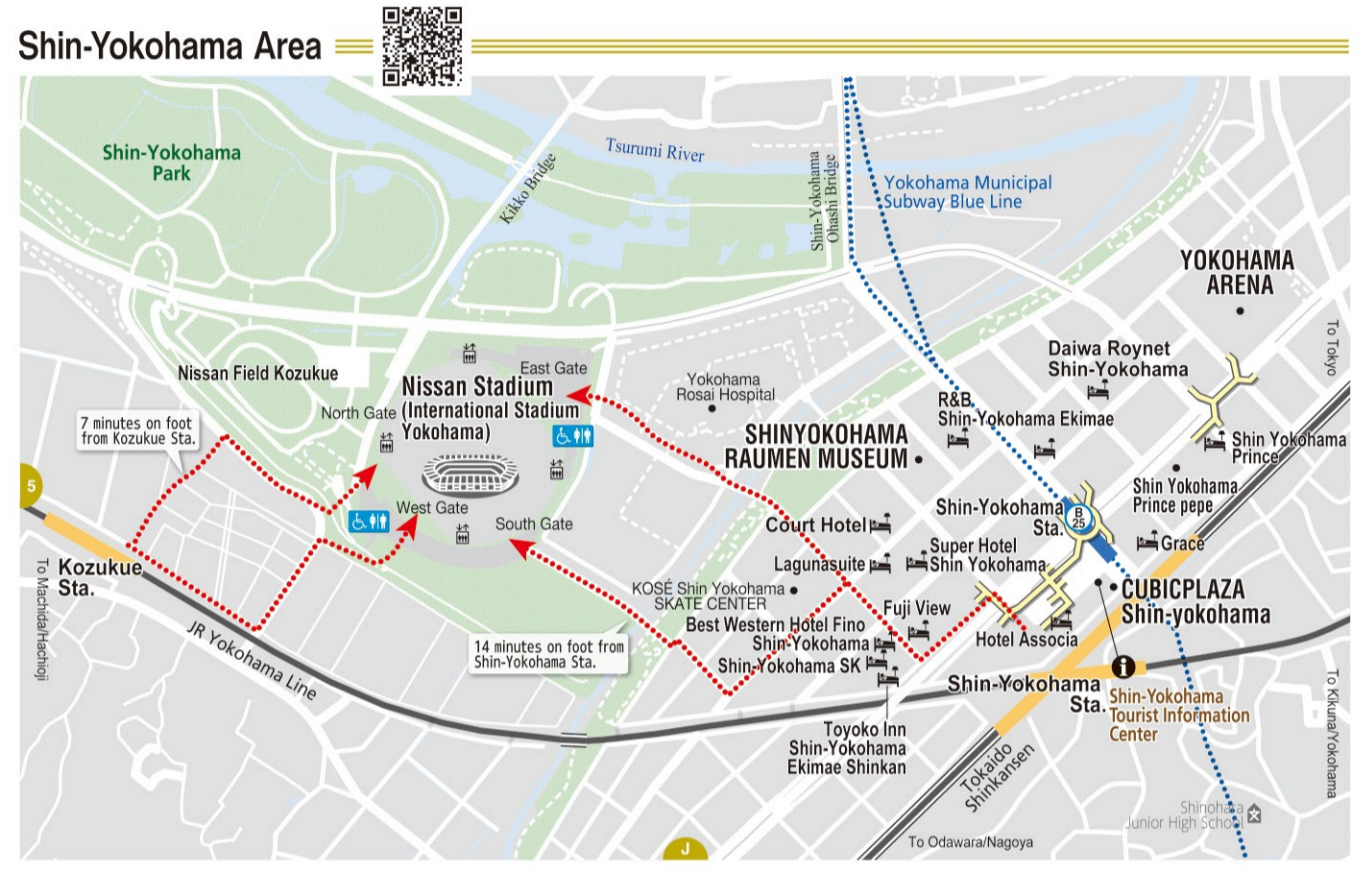 Shin-Yokohama Area
Shin-Yokohama
Park
Kikko Bridge
Tsurumi River
Shin-Yokohama
Ohashi Bridge
Yokohama Municipal
Subway Blue Line
YOKOHAMA
ARENA
To Tokyo
Nissan Field Kozukue
East Gate
Nissan Stadium
(International Stadium
Yokohama)
North Gate
Yokohama
Rosai Hospital
Daiwa Roynet
Shin-Yokohama
R&B
Shin-Yokohama Ekimae
7 minutes on foot
from Kozukue Sta.
SHINYOKOHAMA
RAUMEN MUSEUM
Shin Yokohama
Prince
Shin Yokohama
Prince pepe
5
West Gate
South Gate
Court Hotel
Shin-Yokohama
Sta.
B
25
Grace
Kozukue
Sta.
To Machida/Hachioji
Lagunasuite
Super Hotel
Shin Yokohama
KOSÉ Shin Yokohama
SKATE CENTER
CUBICPLAZA
Shin-yokohama
Fuji View
Best Western Hotel Fino
Shin-Yokohama
Hotel Associa
JR Yokohama Line
14 minutes on foot from
Shin-Yokohama Sta.
Shin-Yokohama SK
i
Shin-Yokohama
Sta.
Shin-Yokohama
Tourist Information
Center
To Kikuna/Yokohama
Toyoko Inn
Shin-Yokohama
Ekimae Shinkan
Tokaido
Shinkansen
Shinohara
Junior High School
To Odawara/Nagoya
J